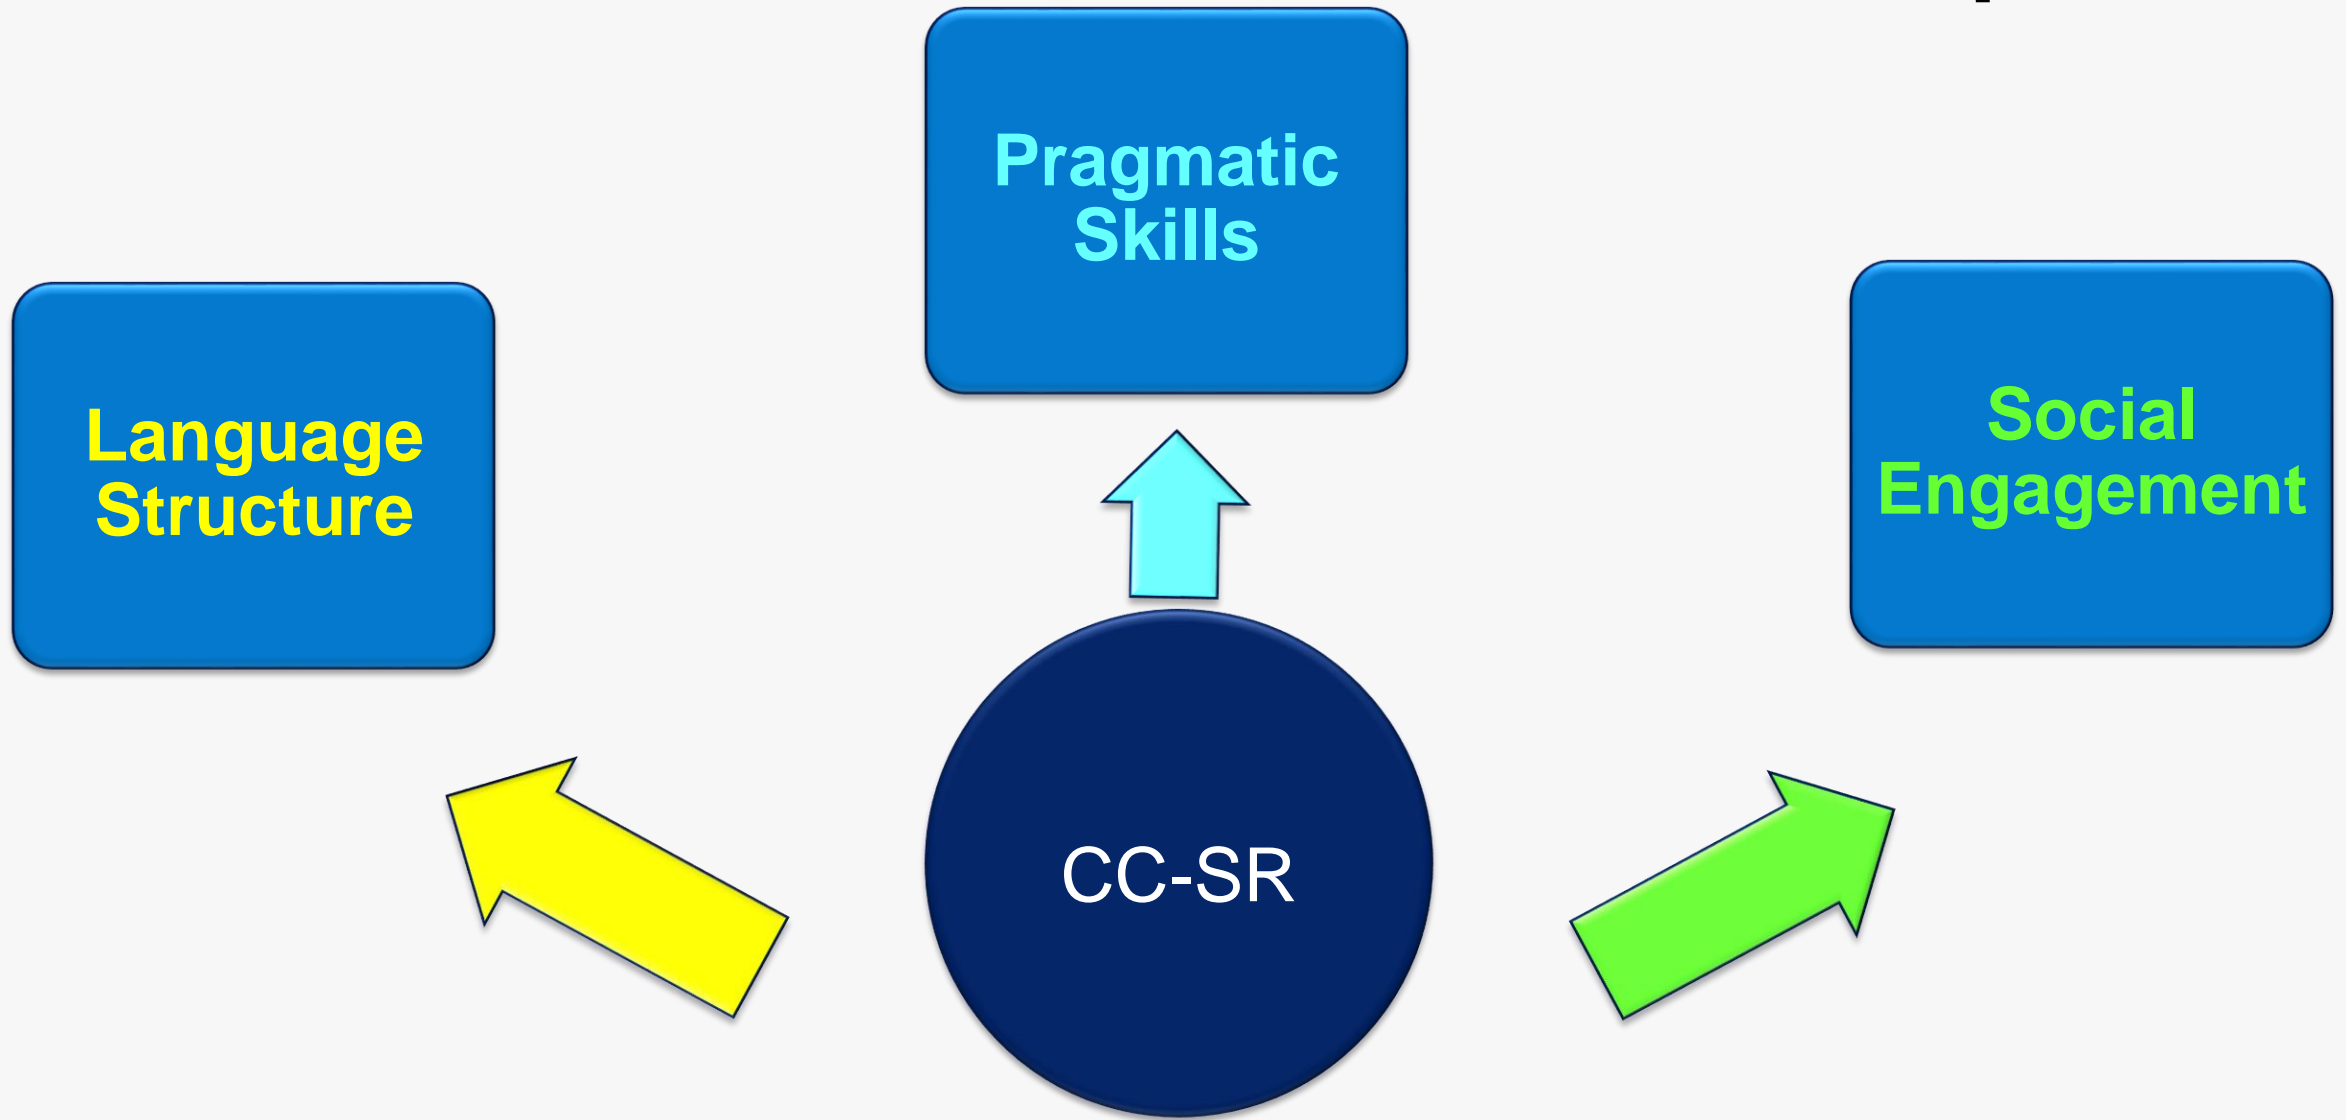 Pragmatic
Skills
Language
Structure
Social
Engagement
CC-SR